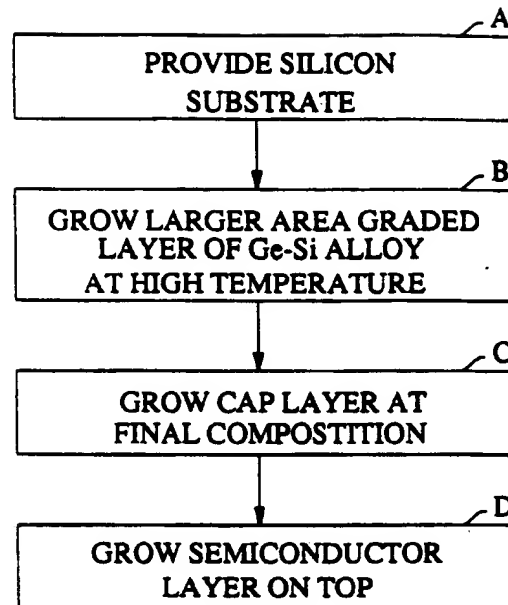 A
PROVIDE SILICON
SUBSTRATE
B
GROW LARGER AREA GRADED
LAYER OF Ge-Si ALLOY
AT HIGH TEMPERATURE
C
GROW CAP LAYER AT
FINAL COMPOSTITION
D
GROW SEMICONDUCTOR
LAYER ON TOP